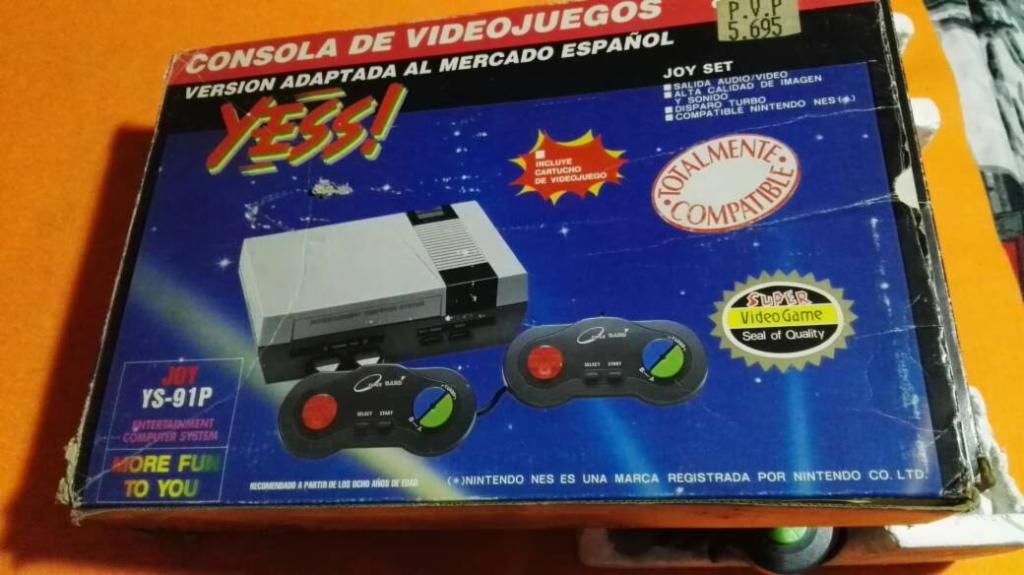 CONSOLA DE VIDEOJUEGOS
P.V.P
5.695
VERSION ADAPTADA AL MERCADO ESPAÑOL
YESS!
JOY SET
■ SALIDA AUDIO/VIDEO
■ ALTA CALIDAD DE IMAGEN
Y SONIDO
■ DISPARO TURBO
■ COMPATIBLE NINTENDO NES(*)
INCLUYE
CARTUCHO
DE VIDEOJUEGO
TOTALMENTE
COMPATIBLE
SUPER
Video Game
Seal of Quality
SELECT START
SELECT START
JOY
YS-91P
ENTERTAINMENT
COMPUTER SYSTEM
MORE FUN
TO YOU
RECOMENDADO A PARTIR DE LOS OCHO AÑOS DE EDAD
(*)NINTENDO NES ES UNA MARCA REGISTRADA POR NINTENDO CO. LTD.